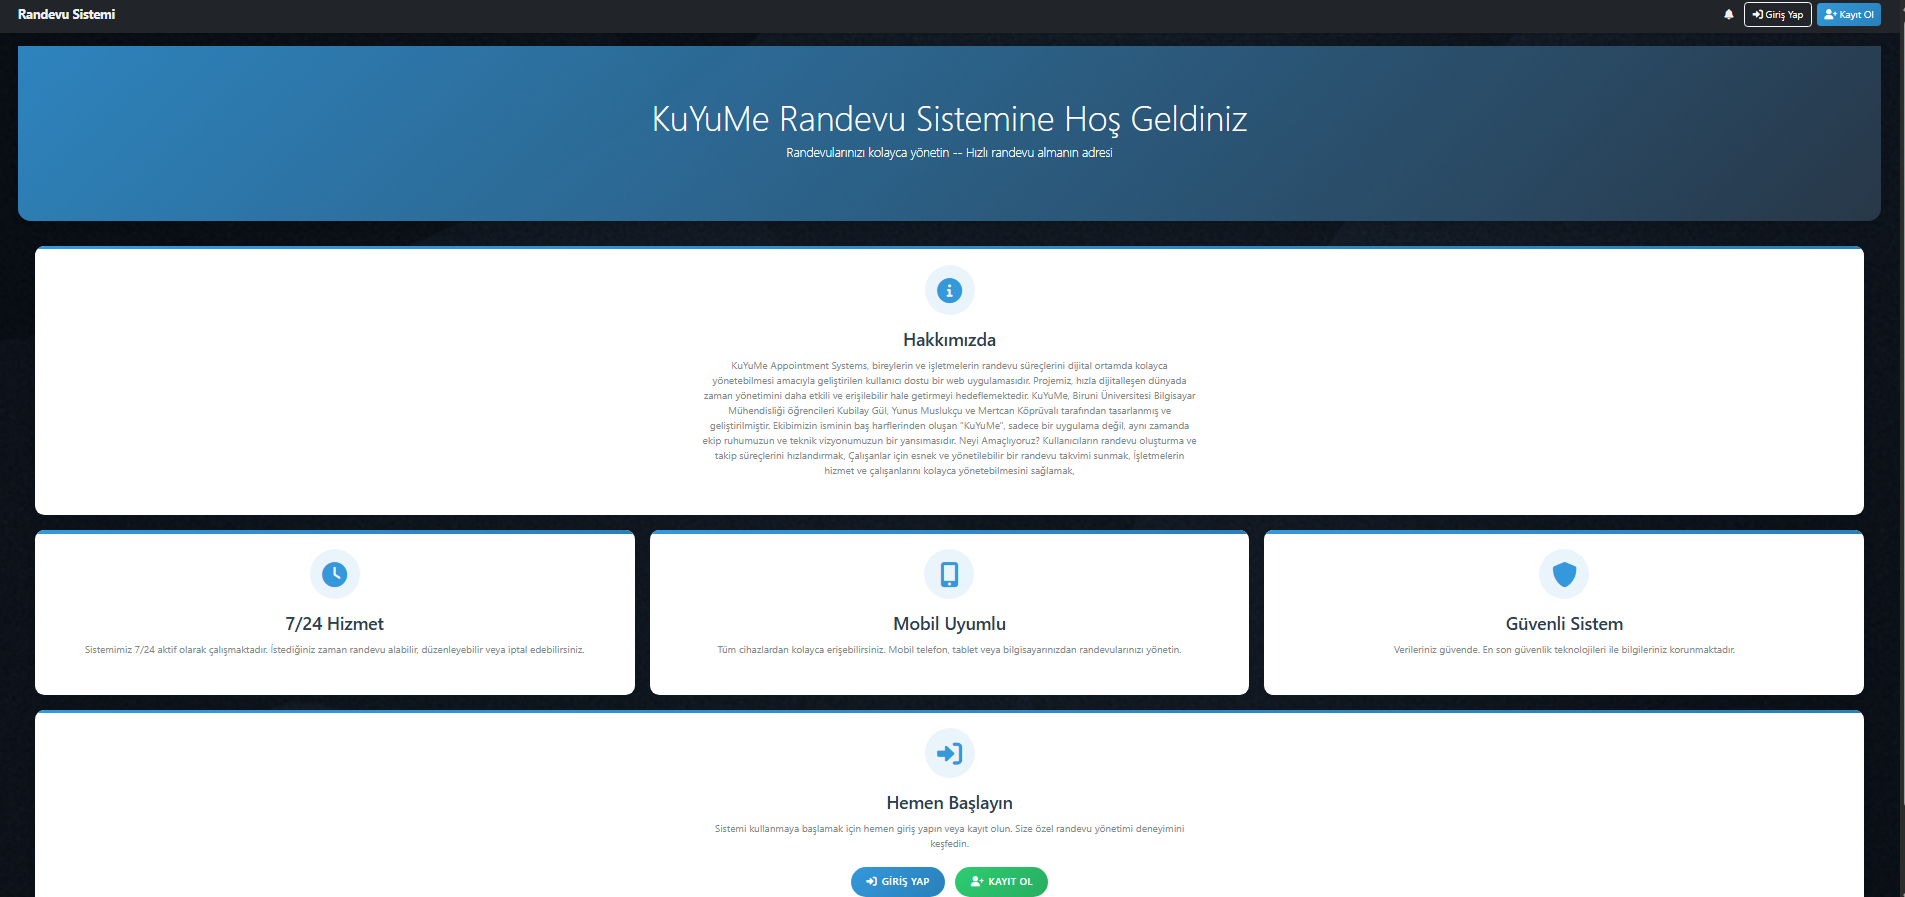 Randevu Sistemi
Giriş Yap
Kayıt Ol
KuYuMe Randevu Sistemine Hoş Geldiniz
Randevularınızı kolayca yönetin -- Hızlı randevu almanın adresi
Hakkımızda
KuYuMe Appointment Systems, bireylerin ve işletmelerin randevu süreçlerini dijital ortamda kolayca
yönetebilmesi amacıyla geliştirilen kullanıcı dostu bir web uygulamasıdır. Projemiz, hızla dijitalleşen dünyada
zaman yönetimini daha etkili ve erişilebilir hale getirmeyi hedeflemektedir. KuYuMe, Biruni Üniversitesi Bilgisayar
Mühendisliği öğrencileri Kubilay Gül, Yunus Muslukçu ve Mertcan Köprüvalı tarafından tasarlanmış ve
geliştirilmiştir. Ekibimizin isminin baş harflerinden oluşan "KuYuMe", sadece bir uygulama değil, aynı zamanda
ekip ruhumuzun ve teknik vizyonumuzun bir yansımasıdır. Neyi Amaçlıyoruz? Kullanıcıların randevu oluşturma ve
takip süreçlerini hızlandırmak, Çalışanlar için esnek ve yönetilebilir bir randevu takvimi sunmak, İşletmelerin
hizmet ve çalışanlarını kolayca yönetebilmesini sağlamak,
7/24 Hizmet
Sistemimiz 7/24 aktif olarak çalışmaktadır. İstediğiniz zaman randevu alabilir, düzenleyebilir veya iptal edebilirsiniz.
Mobil Uyumlu
Tüm cihazlardan kolayca erişebilirsiniz. Mobil telefon, tablet veya bilgisayarınızdan randevularınızı yönetin.
Güvenli Sistem
Verileriniz güvende. En son güvenlik teknolojileri ile bilgileriniz korunmaktadır.
Hemen Başlayın
Sistemi kullanmaya başlamak için hemen giriş yapın veya kayıt olun. Size özel randevu yönetimi deneyimini
keşfedin.
GİRİŞ YAP
KAYIT OL